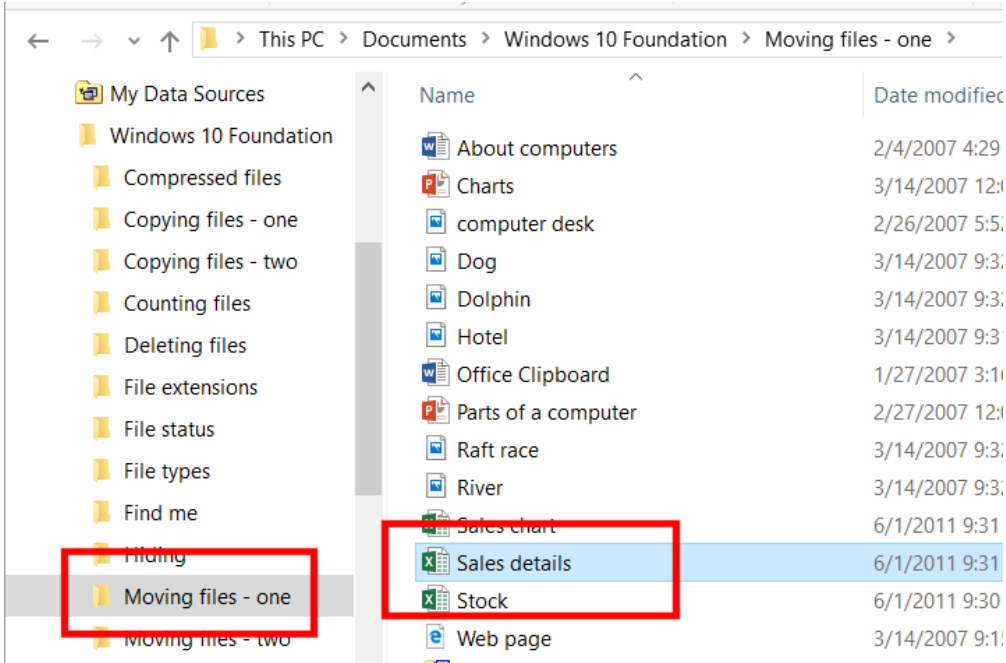 This PC > Documents > Windows 10 Foundation > Moving files - one >
My Data Sources
Windows 10 Foundation
Compressed files
Copying files - one
Copying files - two
Counting files
Deleting files
File extensions
File status
File types
Find me
Hiding
Moving files - one
Moving files - two
Name Date modified
About computers 2/4/2007 4:29
Charts 3/14/2007 12:
computer desk 2/26/2007 5:52
Dog 3/14/2007 9:32
Dolphin 3/14/2007 9:32
Hotel 3/14/2007 9:31
Office Clipboard 1/27/2007 3:16
Parts of a computer 2/27/2007 12:
Raft race 3/14/2007 9:32
River 3/14/2007 9:32
Sales chart 6/1/2011 9:31
Sales details 6/1/2011 9:31
Stock 6/1/2011 9:30
Web page 3/14/2007 9:15